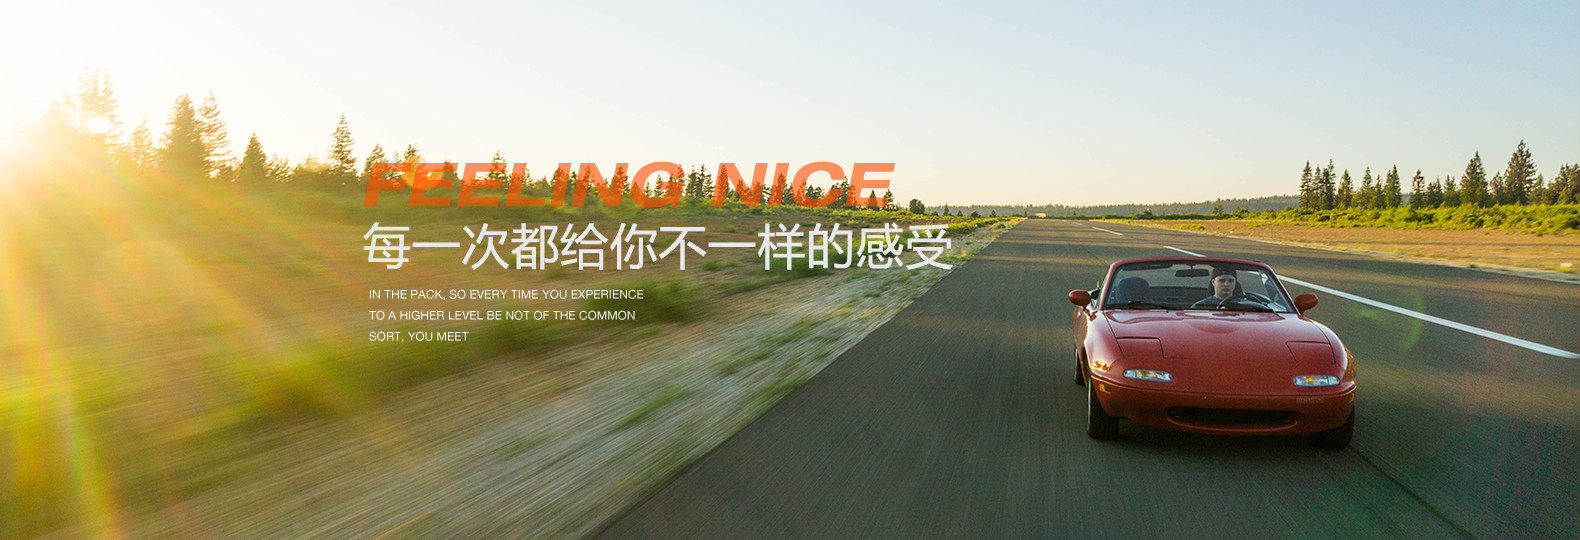 FEELING NICE
每一次都给你不一样的感受
IN THE PACK, SO EVERY TIME YOU EXPERIENCE
TO A HIGHER LEVEL BE NOT OF THE COMMON
SORT, YOU MEET